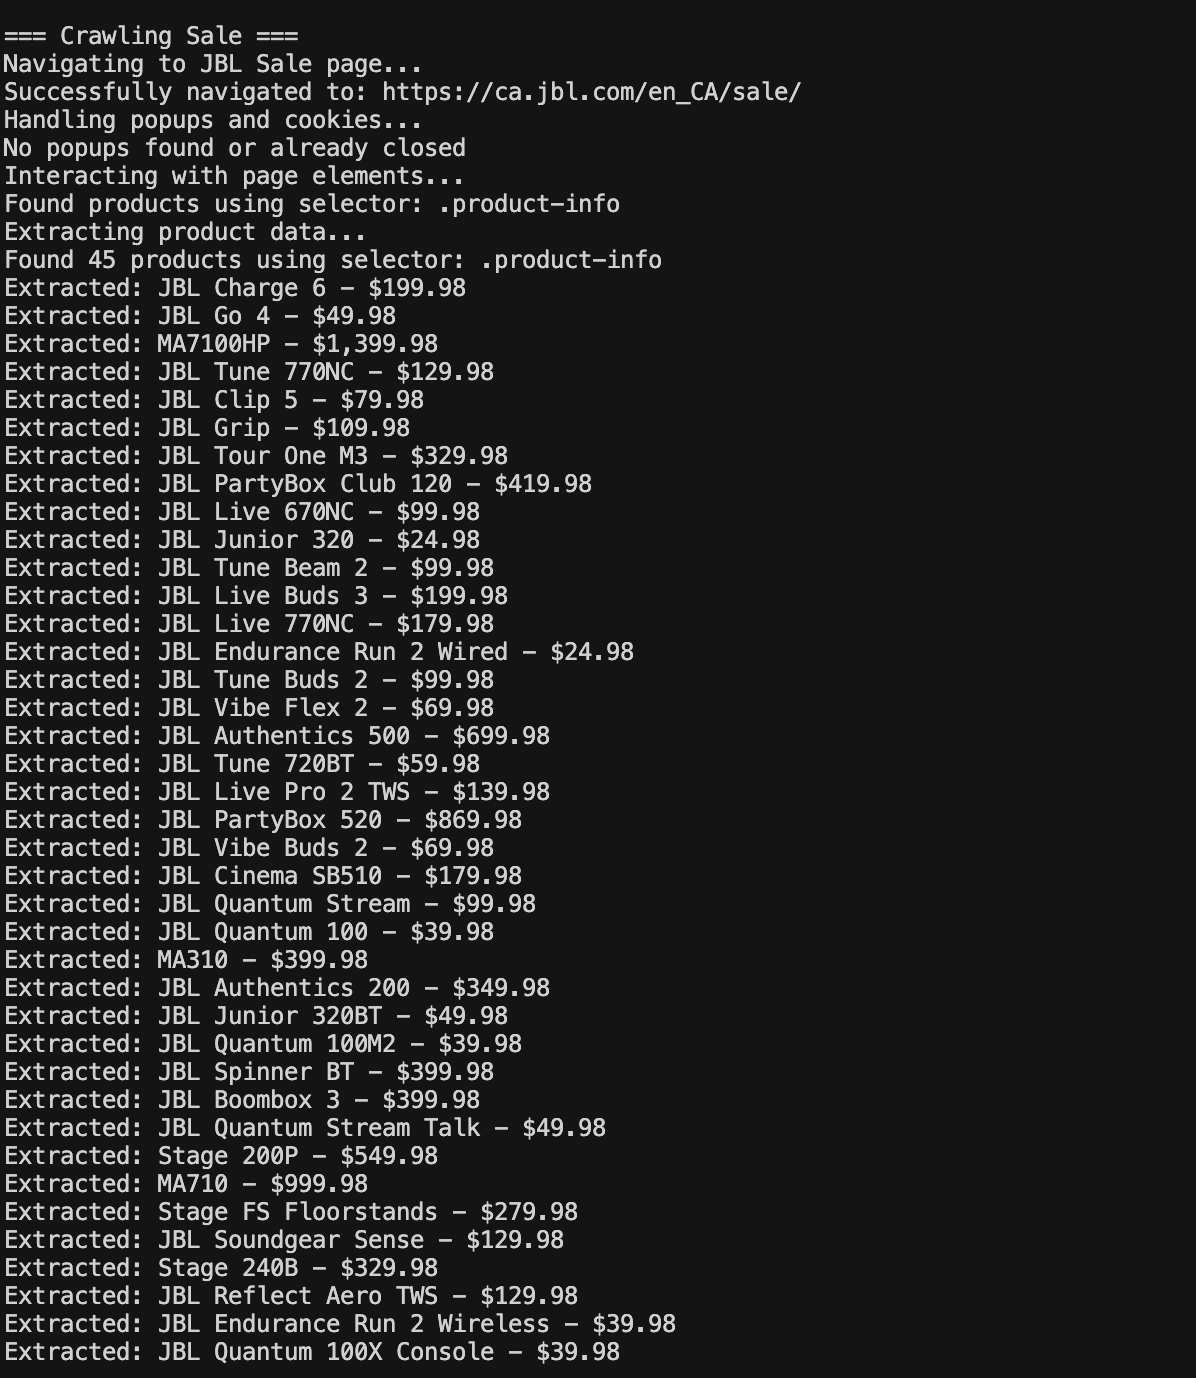 === Crawling Sale ===
Navigating to JBL Sale page...
Successfully navigated to: https://ca.jbl.com/en_CA/sale/
Handling popups and cookies...
No popups found or already closed
Interacting with page elements...
Found products using selector: .product-info
Extracting product data...
Found 45 products using selector: .product-info
Extracted: JBL Charge 6 - $199.98
Extracted: JBL Go 4 - $49.98
Extracted: MA7100HP - $1,399.98
Extracted: JBL Tune 770NC - $129.98
Extracted: JBL Clip 5 - $79.98
Extracted: JBL Grip - $109.98
Extracted: JBL Tour One M3 - $329.98
Extracted: JBL PartyBox Club 120 - $419.98
Extracted: JBL Live 670NC - $99.98
Extracted: JBL Junior 320 - $24.98
Extracted: JBL Tune Beam 2 - $99.98
Extracted: JBL Live Buds 3 - $199.98
Extracted: JBL Live 770NC - $179.98
Extracted: JBL Endurance Run 2 Wired - $24.98
Extracted: JBL Tune Buds 2 - $99.98
Extracted: JBL Vibe Flex 2 - $69.98
Extracted: JBL Authentics 500 - $699.98
Extracted: JBL Tune 720BT - $59.98
Extracted: JBL Live Pro 2 TWS - $139.98
Extracted: JBL PartyBox 520 - $869.98
Extracted: JBL Vibe Buds 2 - $69.98
Extracted: JBL Cinema SB510 - $179.98
Extracted: JBL Quantum Stream - $99.98
Extracted: JBL Quantum 100 - $39.98
Extracted: MA310 - $399.98
Extracted: JBL Authentics 200 - $349.98
Extracted: JBL Junior 320BT - $49.98
Extracted: JBL Quantum 100M2 - $39.98
Extracted: JBL Spinner BT - $399.98
Extracted: JBL Boombox 3 - $399.98
Extracted: JBL Quantum Stream Talk - $49.98
Extracted: Stage 200P - $549.98
Extracted: MA710 - $999.98
Extracted: Stage FS Floorstands - $279.98
Extracted: JBL Soundgear Sense - $129.98
Extracted: Stage 240B - $329.98
Extracted: JBL Reflect Aero TWS - $129.98
Extracted: JBL Endurance Run 2 Wireless - $39.98
Extracted: JBL Quantum 100X Console - $39.98